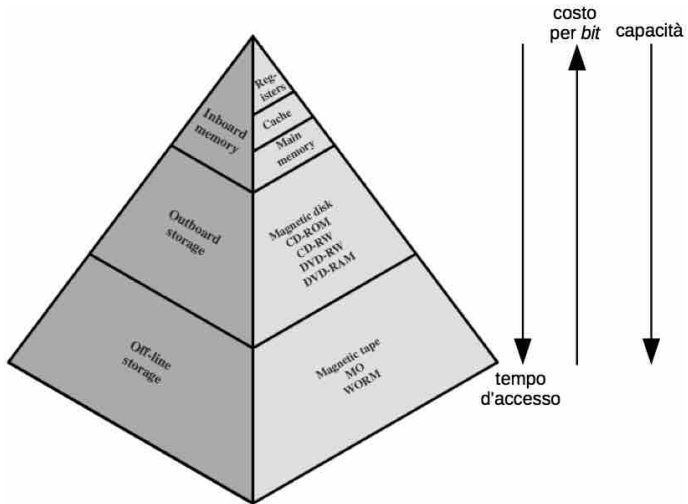 costo
per bit
capacità
Reg-
isters
Cache
Main
memory
Inboard
memory
Magnetic disk
CD-ROM
CD-RW
DVD-RW
DVD-RAM
Outboard
storage
Magnetic tape
MO
WORM
Off-line
storage
tempo
d'accesso